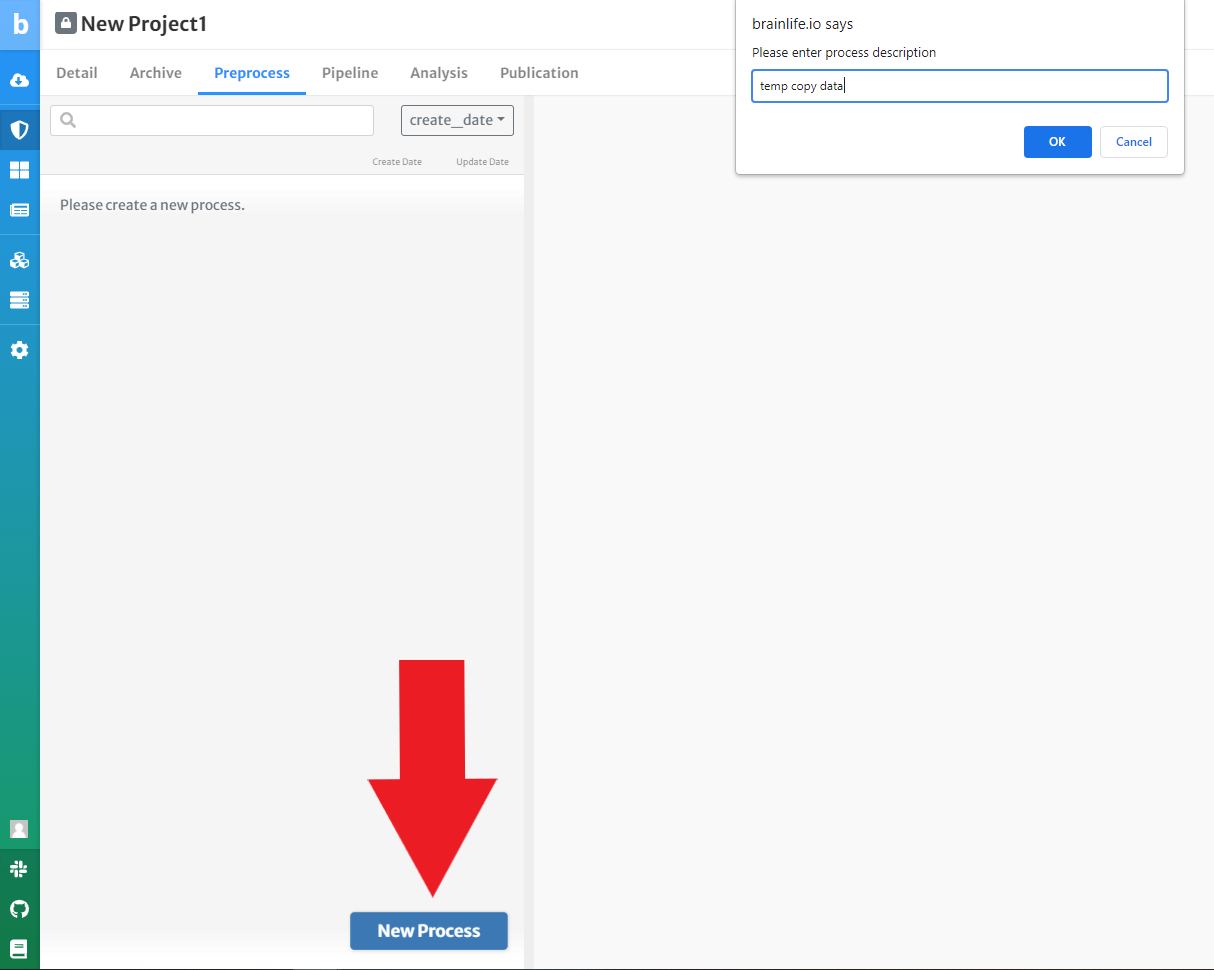 b
New Project1
Detail Archive Preprocess Pipeline Analysis Publication
create_date
Create Date Update Date
Please create a new process.
New Process
brainlife.io says
Please enter process description
temp copy data
OK Cancel